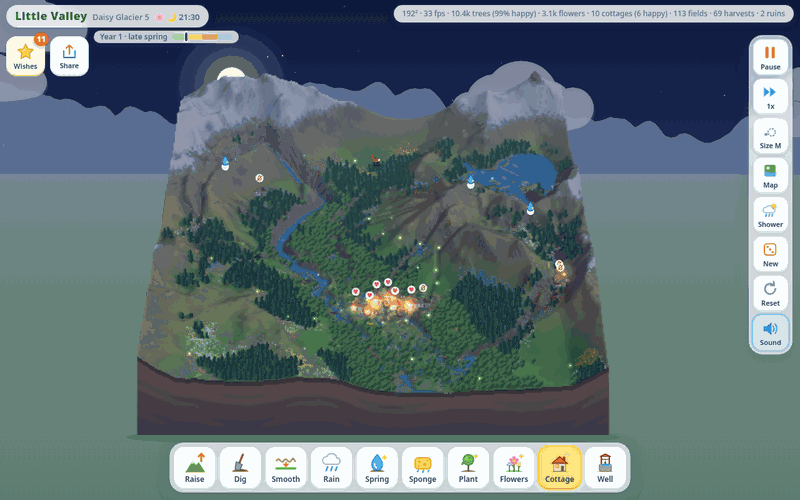 Little Valley Daisy Glacier 5 21:30
192² · 33 fps · 10.4k trees (99% happy) · 3.1k flowers · 10 cottages (6 happy) · 113 fields · 69 harvests · 2 ruins
Year 1 · late spring
11
Wishes
Share
Pause
1x
Size M
Map
Shower
New
Reset
Sound
Raise
Dig
Smooth
Rain
Spring
Sponge
Plant
Flowers
Cottage
Well